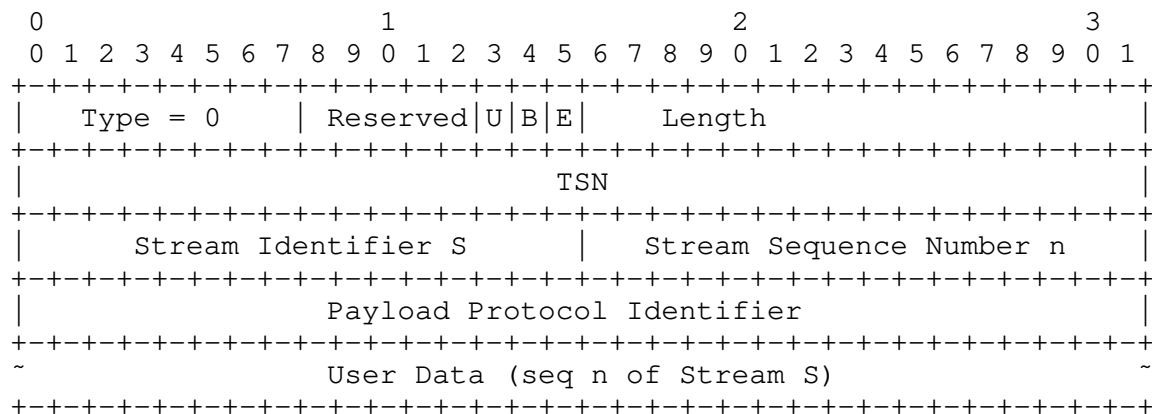 0                   1                   2                   3
 0 1 2 3 4 5 6 7 8 9 0 1 2 3 4 5 6 7 8 9 0 1 2 3 4 5 6 7 8 9 0 1
+-+-+-+-+-+-+-+-+-+-+-+-+-+-+-+-+-+-+-+-+-+-+-+-+-+-+-+-+-+-+-+-+
|   Type = 0    | Reserved|U|B|E|    Length                     |
+-+-+-+-+-+-+-+-+-+-+-+-+-+-+-+-+-+-+-+-+-+-+-+-+-+-+-+-+-+-+-+-+
|                              TSN                              |
+-+-+-+-+-+-+-+-+-+-+-+-+-+-+-+-+-+-+-+-+-+-+-+-+-+-+-+-+-+-+-+-+
|      Stream Identifier S      |   Stream Sequence Number n    |
+-+-+-+-+-+-+-+-+-+-+-+-+-+-+-+-+-+-+-+-+-+-+-+-+-+-+-+-+-+-+-+-+
|                 Payload Protocol Identifier                   |
+-+-+-+-+-+-+-+-+-+-+-+-+-+-+-+-+-+-+-+-+-+-+-+-+-+-+-+-+-+-+-+-+
~                 User Data (seq n of Stream S)                 ~
+-+-+-+-+-+-+-+-+-+-+-+-+-+-+-+-+-+-+-+-+-+-+-+-+-+-+-+-+-+-+-+-+